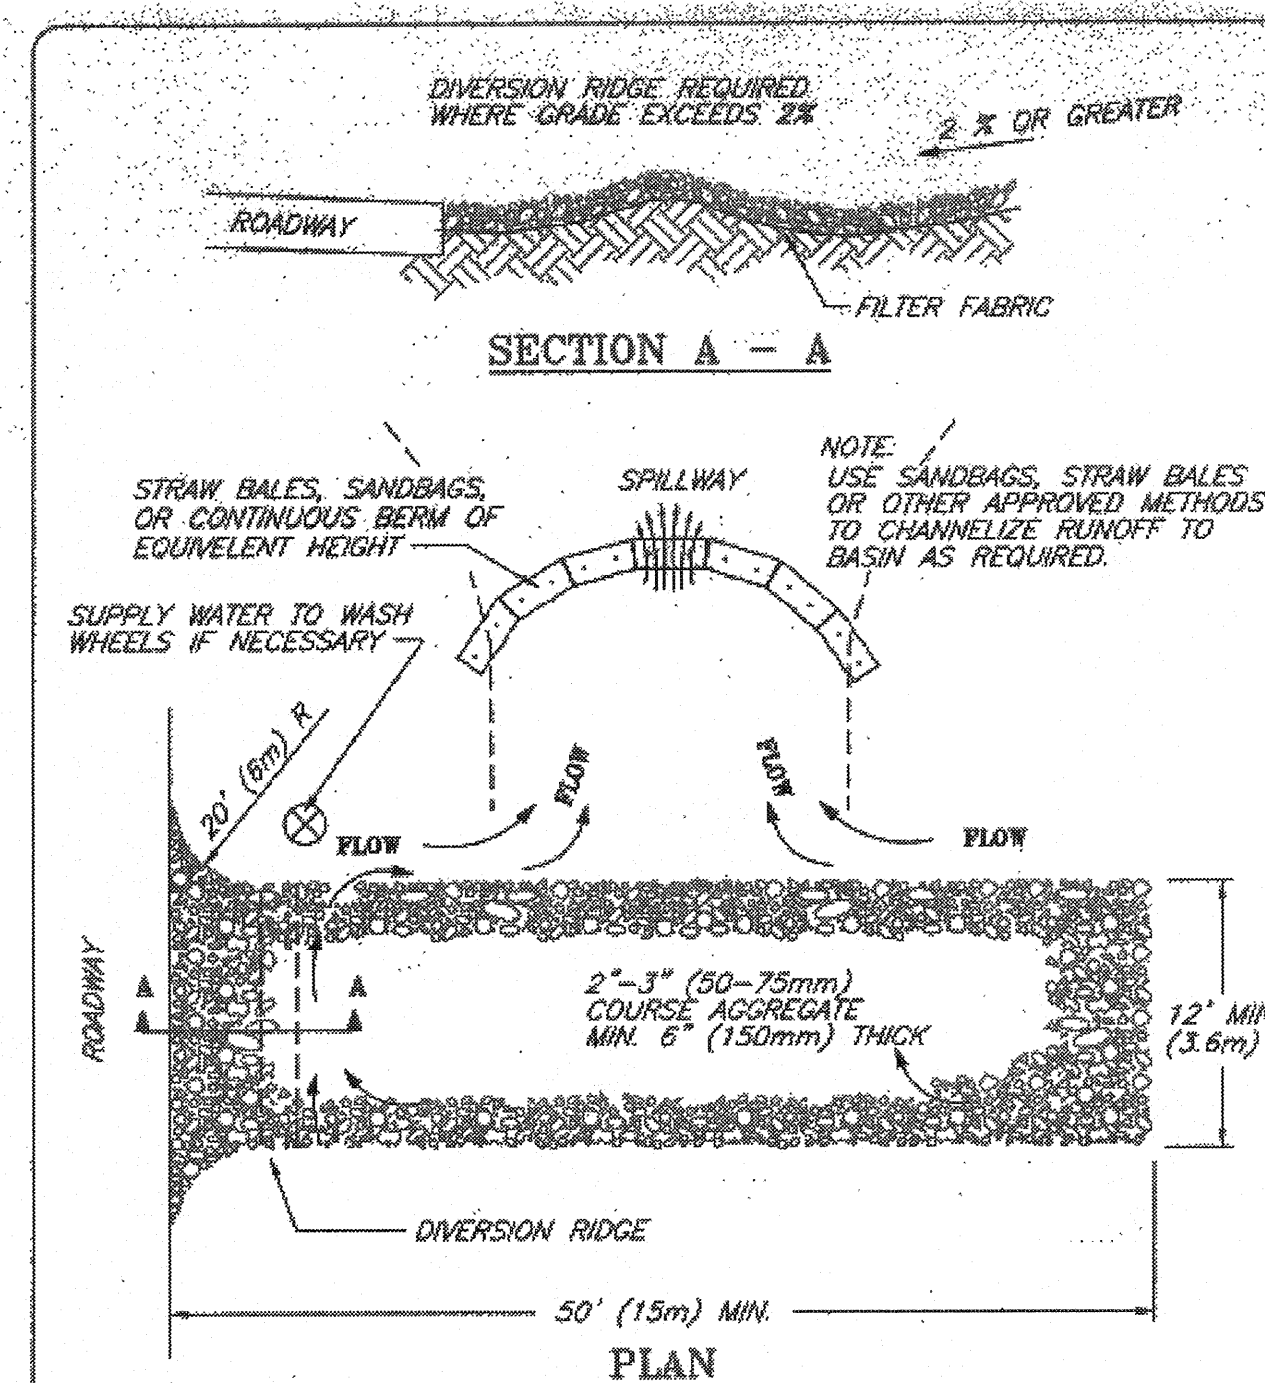 DIVERSION RIDGE REQUIRED
WHERE GRADE EXCEEDS 2%
2 % OR GREATER
ROADWAY
FILTER FABRIC
SECTION A - A
STRAW BALES, SANDBAGS,
OR CONTINUOUS BERM OF
EQUIVELENT HEIGHT
SPILLWAY
NOTE:
USE SANDBAGS, STRAW BALES
OR OTHER APPROVED METHODS
TO CHANNELIZE RUNOFF TO
BASIN AS REQUIRED.
SUPPLY WATER TO WASH
WHEELS IF NECESSARY
20' (6m) R
FLOW
FLOW
FLOW
FLOW
ROADWAY
A A
A A
2"-3" (50-75mm)
COURSE AGGREGATE
MIN. 6" (150mm) THICK
12' MIN
(3.6m)
DIVERSION RIDGE
50' (15m) MIN.
PLAN